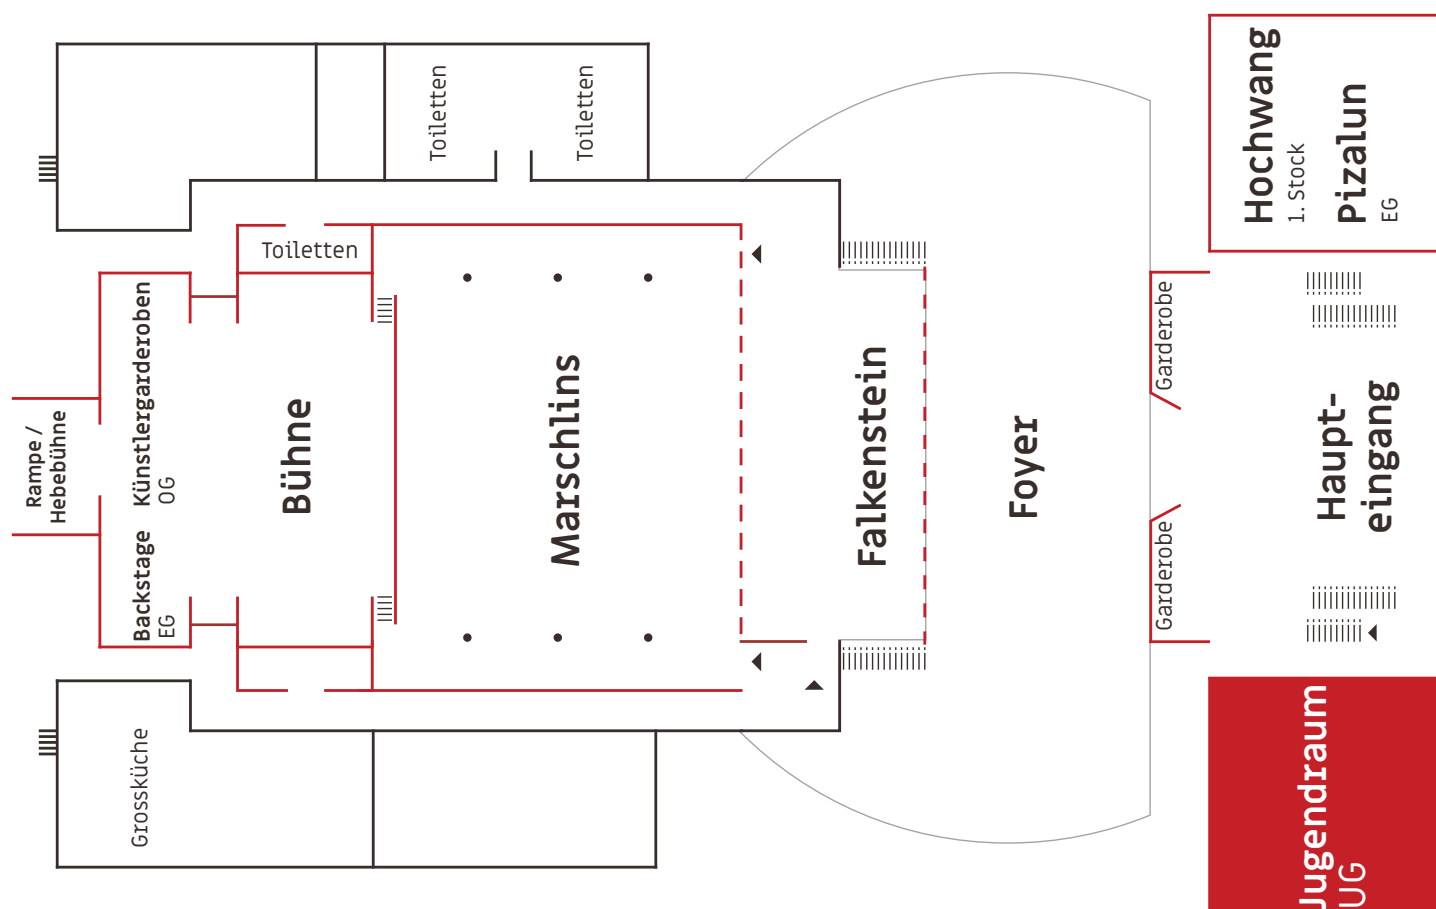 Rampe /
Hebebühne
Künstlergarderoben
OG
Backstage
EG
Grossküche
Toiletten
Bühne
Toiletten
Toiletten
Marschlins
Falkenstein
Foyer
Garderobe
Garderobe
Hochwang
1. Stock
Pizalun
EG
Haupt-
eingang
Jugendraum
UG